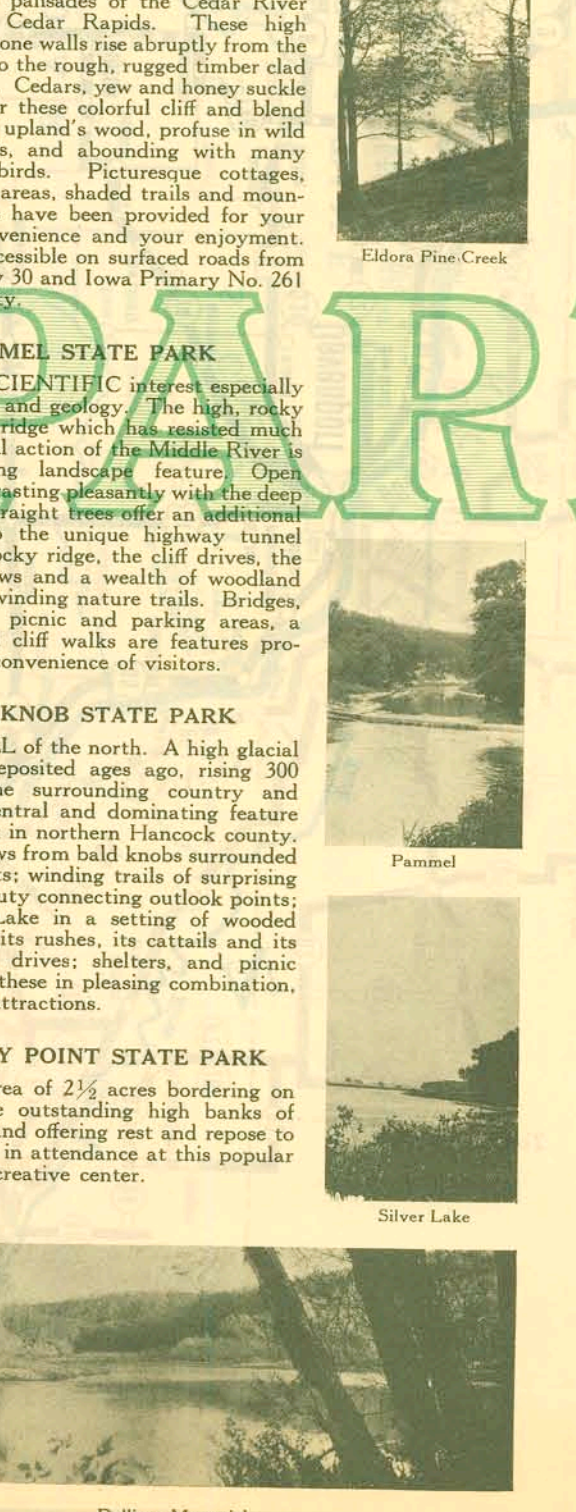 palisades of the Cedar River
Cedar Rapids. These high
one walls rise abruptly from the
o the rough, rugged timber clad
Cedars, yew and honey suckle
r these colorful cliff and blend
upland's wood, profuse in wild
s, and abounding with many
birds. Picturesque cottages,
areas, shaded trails and moun-
have been provided for your
venience and your enjoyment.
cessible on surfaced roads from
y 30 and Iowa Primary No. 261
y.
Eldora Pine Creek
PAR
MEL STATE PARK
CIENTIFIC interest especially
and geology. The high, rocky
ridge which has resisted much
l action of the Middle River is
ng landscape feature. Open
asting pleasantly with the deep
raight trees offer an additional
o the unique highway tunnel
ocky ridge, the cliff drives, the
ws and a wealth of woodland
winding nature trails. Bridges,
picnic and parking areas, a
cliff walks are features pro-
onvenience of visitors.
Pammel
KNOB STATE PARK
L of the north. A high glacial
eposited ages ago, rising 300
e surrounding country and
entral and dominating feature
in northern Hancock county.
ws from bald knobs surrounded
s; winding trails of surprising
uty connecting outlook points;
Lake in a setting of wooded
its rushes, its cattails and its
drives; shelters, and picnic
these in pleasing combination,
ttractions.
Y POINT STATE PARK
rea of 2½ acres bordering on
e outstanding high banks of
and offering rest and repose to
in attendance at this popular
creative center.
Silver Lake